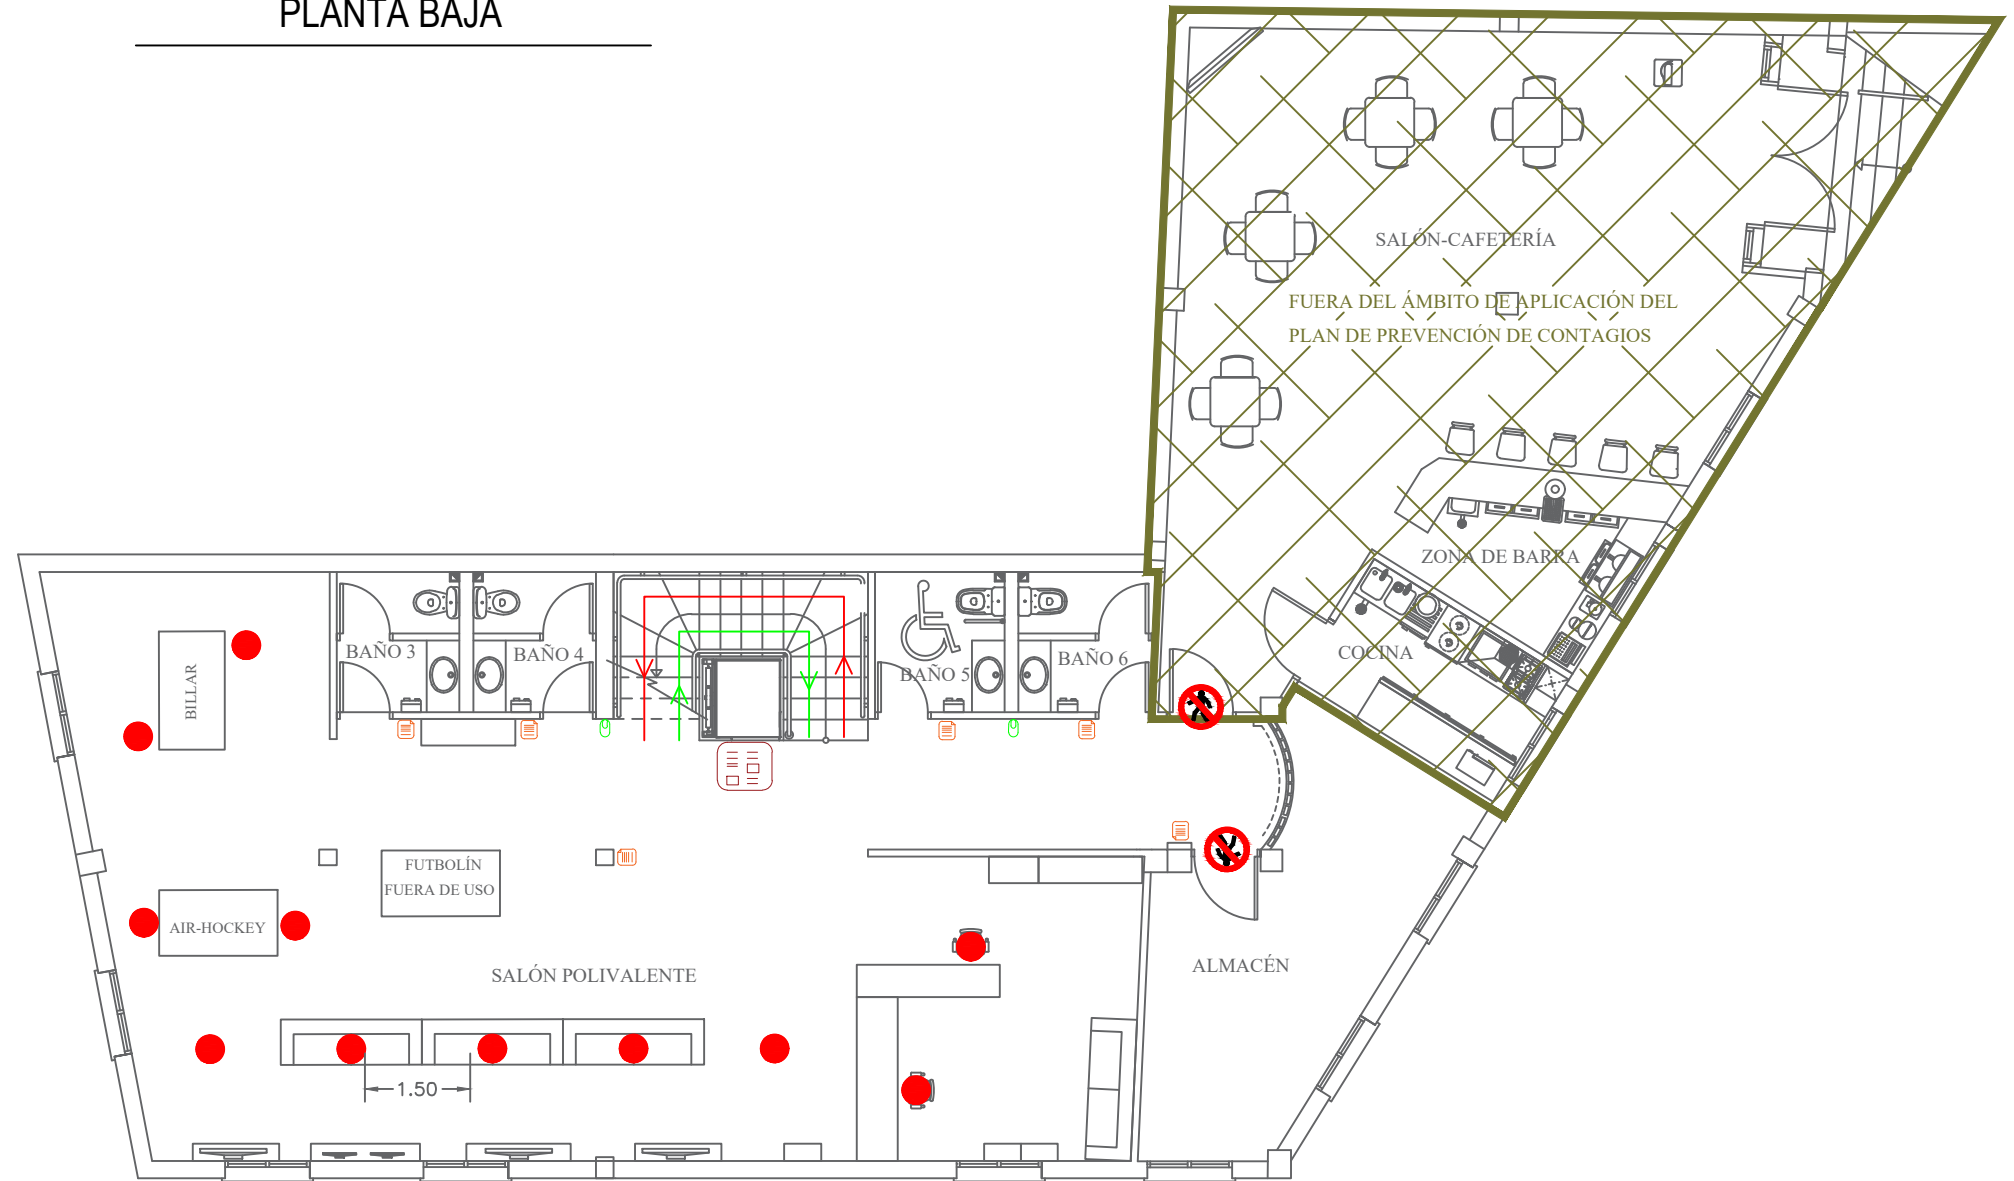 PLANTA BAJA
SALÓN-CAFETERÍA
FUERA DEL ÁMBITO DE APLICACIÓN DEL
PLAN DE PREVENCIÓN DE CONTAGIOS
ZONA DE BARRA
COCINA
BAÑO 3
BAÑO 4
BAÑO 5
BAÑO 6
BILLAR
FUTBOLÍN
FUERA DE USO
AIR-HOCKEY
SALÓN POLIVALENTE
ALMACÉN
1.50